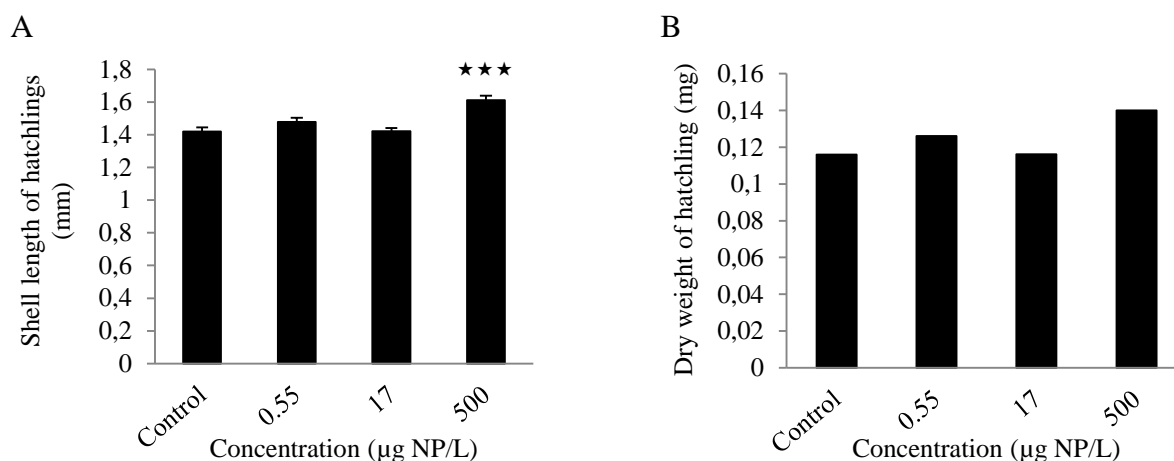 A
Shell length of hatchlings
(mm)
1,8
1,6
1,4
1,2
1
0,8
0,6
0,4
0,2
0
★★★
Control
0.55
17
500
Concentration (µg NP/L)
B
Dry weight of hatchling (mg)
0,16
0,14
0,12
0,1
0,08
0,06
0,04
0,02
0
Control
0.55
17
500
Concentration (µg NP/L)